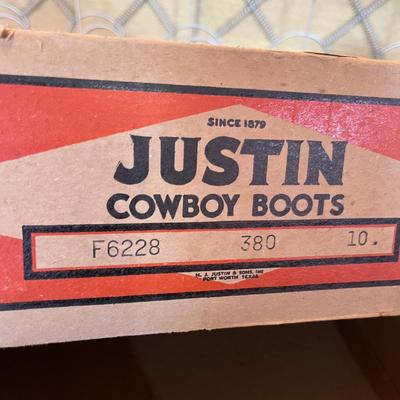 SINCE 1879
JUSTIN
COWBOY BOOTS
F6228 380 10.
H. J. JUSTIN & SONS, INC
FORT WORTH TEXAS